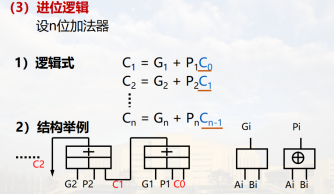 (3) 进位逻辑
设n位加法器
1) 逻辑式
C₁ = G₁ + P₁C₀
C₂ = G₂ + P₂C₁
⋮
Cₙ = Gₙ + PₙCₙ₋₁
2) 结构举例
Gi Pi
+ + ⊕
…… C2
G2 P2 C1 G1 P1 C0 Ai Bi Ai Bi